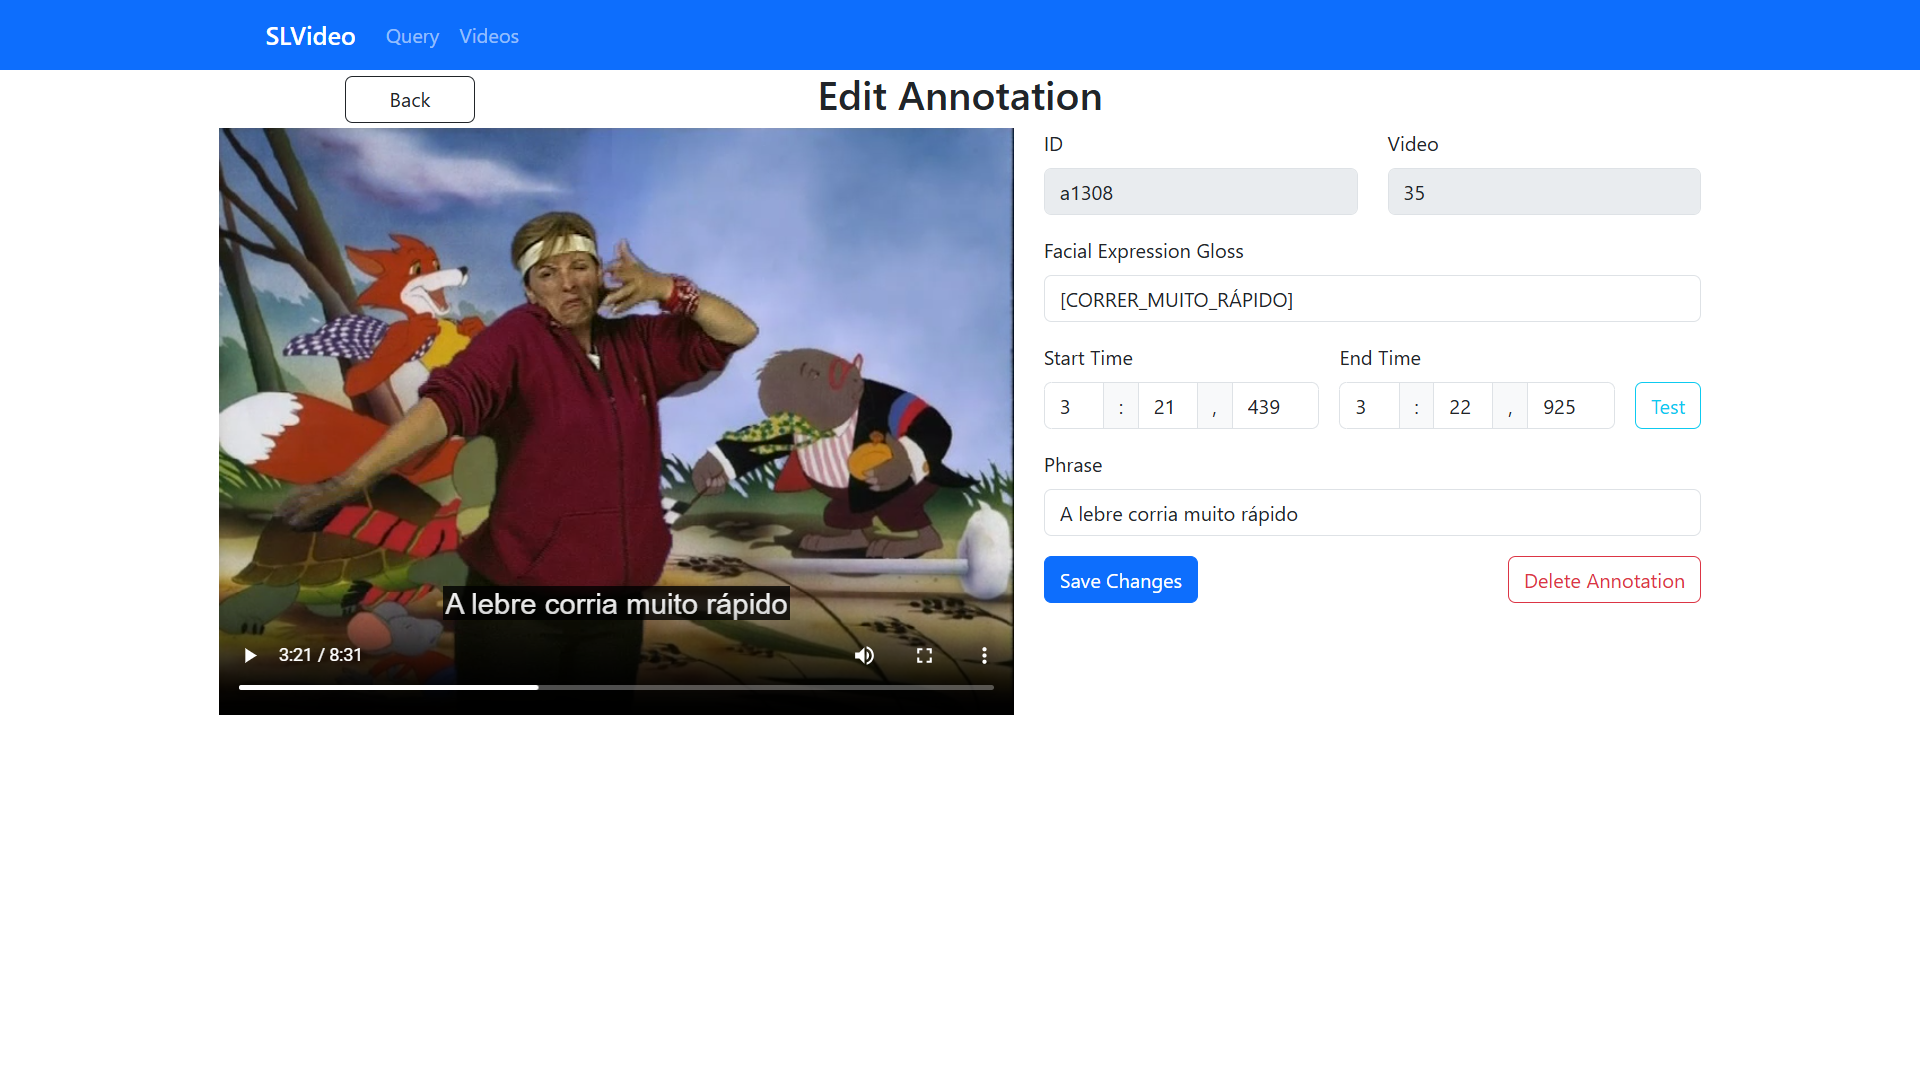 SLVideo Query Videos
Back
Edit Annotation
A lebre corria muito rápido
3:21 / 8:31
ID Video
a1308 35
Facial Expression Gloss
[CORRER_MUITO_RÁPIDO]
Start Time End Time
3 : 21 , 439 3 : 22 , 925 Test
Phrase
A lebre corria muito rápido
Save Changes Delete Annotation